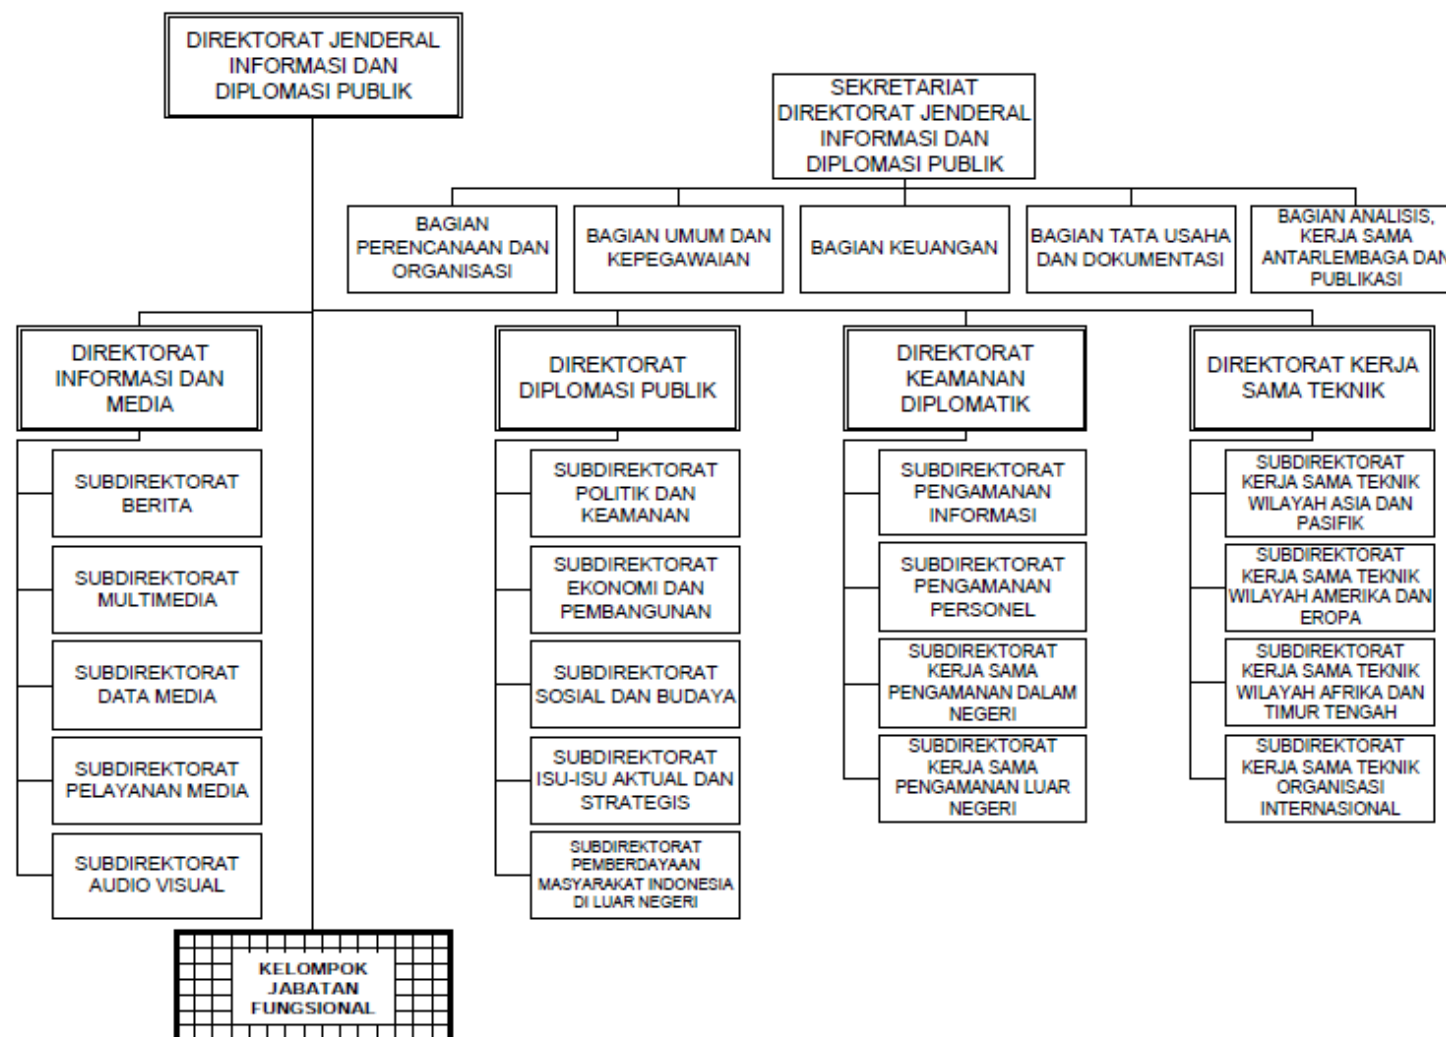 DIREKTORAT JENDERAL
INFORMASI DAN
DIPLOMASI PUBLIK
SEKRETARIAT
DIREKTORAT JENDERAL
INFORMASI DAN
DIPLOMASI PUBLIK
BAGIAN
PERENCANAAN DAN
ORGANISASI
BAGIAN UMUM DAN
KEPEGAWAIAN
BAGIAN KEUANGAN
BAGIAN TATA USAHA
DAN DOKUMENTASI
BAGIAN ANALISIS,
KERJA SAMA
ANTARLEMBAGA DAN
PUBLIKASI
DIREKTORAT
INFORMASI DAN
MEDIA
SUBDIREKTORAT
BERITA
SUBDIREKTORAT
MULTIMEDIA
SUBDIREKTORAT
DATA MEDIA
SUBDIREKTORAT
PELAYANAN MEDIA
SUBDIREKTORAT
AUDIO VISUAL
DIREKTORAT
DIPLOMASI PUBLIK
SUBDIREKTORAT
POLITIK DAN
KEAMANAN
SUBDIREKTORAT
EKONOMI DAN
PEMBANGUNAN
SUBDIREKTORAT
SOSIAL DAN BUDAYA
SUBDIREKTORAT
ISU-ISU AKTUAL DAN
STRATEGIS
SUBDIREKTORAT
PEMBERDAYAAN
MASYARAKAT INDONESIA
DI LUAR NEGERI
DIREKTORAT
KEAMANAN
DIPLOMATIK
SUBDIREKTORAT
PENGAMANAN
INFORMASI
SUBDIREKTORAT
PENGAMANAN
PERSONEL
SUBDIREKTORAT
KERJA SAMA
PENGAMANAN DALAM
NEGERI
SUBDIREKTORAT
KERJA SAMA
PENGAMANAN LUAR
NEGERI
DIREKTORAT KERJA
SAMA TEKNIK
SUBDIREKTORAT
KERJA SAMA TEKNIK
WILAYAH ASIA DAN
PASIFIK
SUBDIREKTORAT
KERJA SAMA TEKNIK
WILAYAH AMERIKA DAN
EROPA
SUBDIREKTORAT
KERJA SAMA TEKNIK
WILAYAH AFRIKA DAN
TIMUR TENGAH
SUBDIREKTORAT
KERJA SAMA TEKNIK
ORGANISASI
INTERNASIONAL
KELOMPOK
JABATAN
FUNGSIONAL